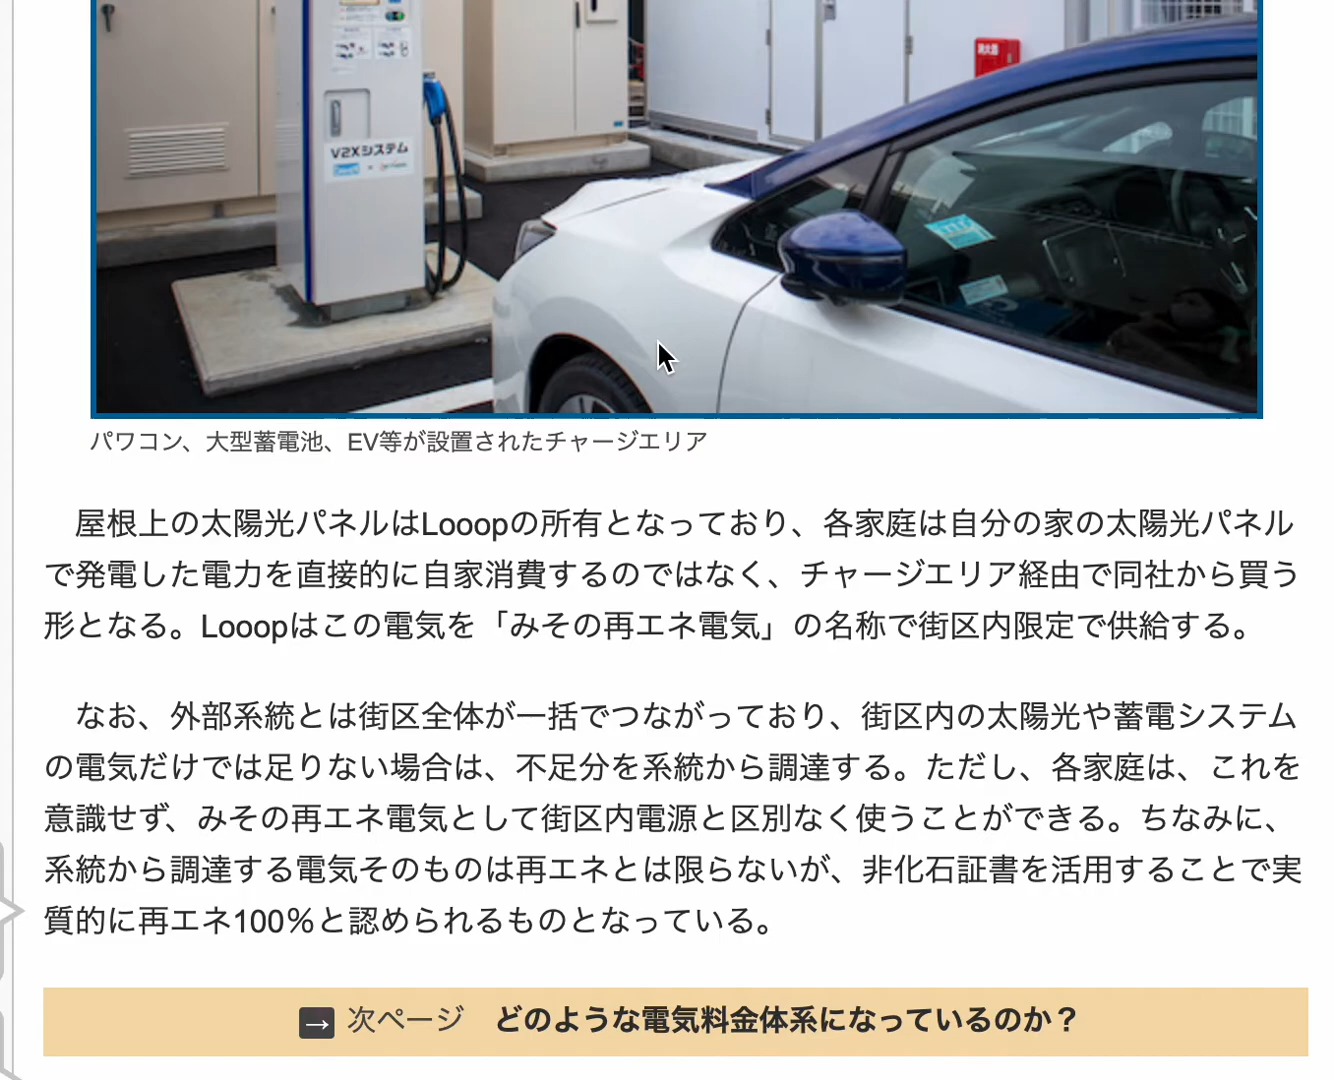 消火器
V2Xシステム
パワコン、大型蓄電池、EV等が設置されたチャージエリア
屋根上の太陽光パネルはLooopの所有となっており、各家庭は自分の家の太陽光パネル
で発電した電力を直接的に自家消費するのではなく、チャージエリア経由で同社から買う
形となる。Looopはこの電気を「みその再エネ電気」の名称で街区内限定で供給する。
なお、外部系統とは街区全体が一括でつながっており、街区内の太陽光や蓄電システム
の電気だけでは足りない場合は、不足分を系統から調達する。ただし、各家庭は、これを
意識せず、みその再エネ電気として街区内電源と区別なく使うことができる。ちなみに、
系統から調達する電気そのものは再エネとは限らないが、非化石証書を活用することで実
質的に再エネ100％と認められるものとなっている。
→ 次ページ どのような電気料金体系になっているのか？